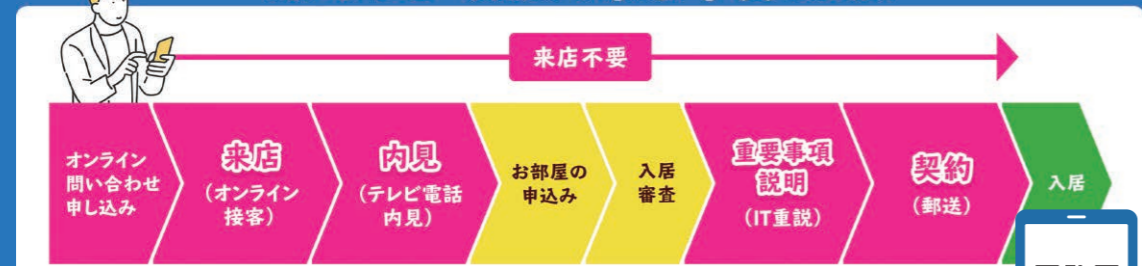 来店不要
オンライン
問い合わせ
申し込み
来店
(オンライン
接客)
内見
(テレビ電話
内見)
お部屋の
申込み
入居
審査
重要事項
説明
(IT重説)
契約
(郵送)
入居